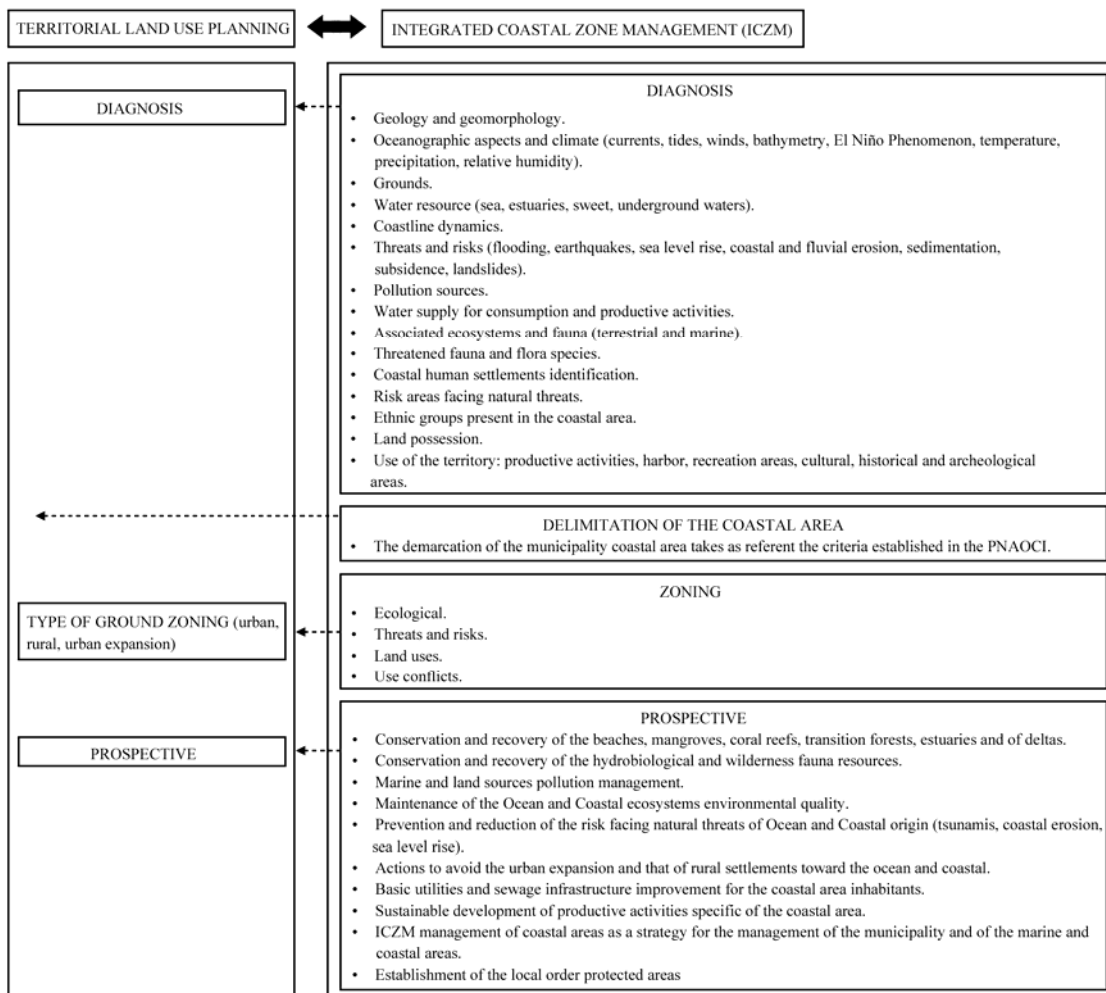 TERRITORIAL LAND USE PLANNING
INTEGRATED COASTAL ZONE MANAGEMENT (ICZM)
DIAGNOSIS
DIAGNOSIS
• Geology and geomorphology.
• Oceanographic aspects and climate (currents, tides, winds, bathymetry, El Niño Phenomenon, temperature,
precipitation, relative humidity).
• Grounds.
• Water resource (sea, estuaries, sweet, underground waters).
• Coastline dynamics.
• Threats and risks (flooding, earthquakes, sea level rise, coastal and fluvial erosion, sedimentation,
subsidence, landslides).
• Pollution sources.
• Water supply for consumption and productive activities.
• Associated ecosystems and fauna (terrestrial and marine).
• Threatened fauna and flora species.
• Coastal human settlements identification.
• Risk areas facing natural threats.
• Ethnic groups present in the coastal area.
• Land possession.
• Use of the territory: productive activities, harbor, recreation areas, cultural, historical and archeological
areas.
DELIMITATION OF THE COASTAL AREA
• The demarcation of the municipality coastal area takes as referent the criteria established in the PNAOCI.
TYPE OF GROUND ZONING (urban,
rural, urban expansion)
ZONING
• Ecological.
• Threats and risks.
• Land uses.
• Use conflicts.
PROSPECTIVE
PROSPECTIVE
• Conservation and recovery of the beaches, mangroves, coral reefs, transition forests, estuaries and of deltas.
• Conservation and recovery of the hydrobiological and wilderness fauna resources.
• Marine and land sources pollution management.
• Maintenance of the Ocean and Coastal ecosystems environmental quality.
• Prevention and reduction of the risk facing natural threats of Ocean and Coastal origin (tsunamis, coastal erosion,
sea level rise).
• Actions to avoid the urban expansion and that of rural settlements toward the ocean and coastal.
• Basic utilities and sewage infrastructure improvement for the coastal area inhabitants.
• Sustainable development of productive activities specific of the coastal area.
• ICZM management of coastal areas as a strategy for the management of the municipality and of the marine and
coastal areas.
• Establishment of the local order protected areas